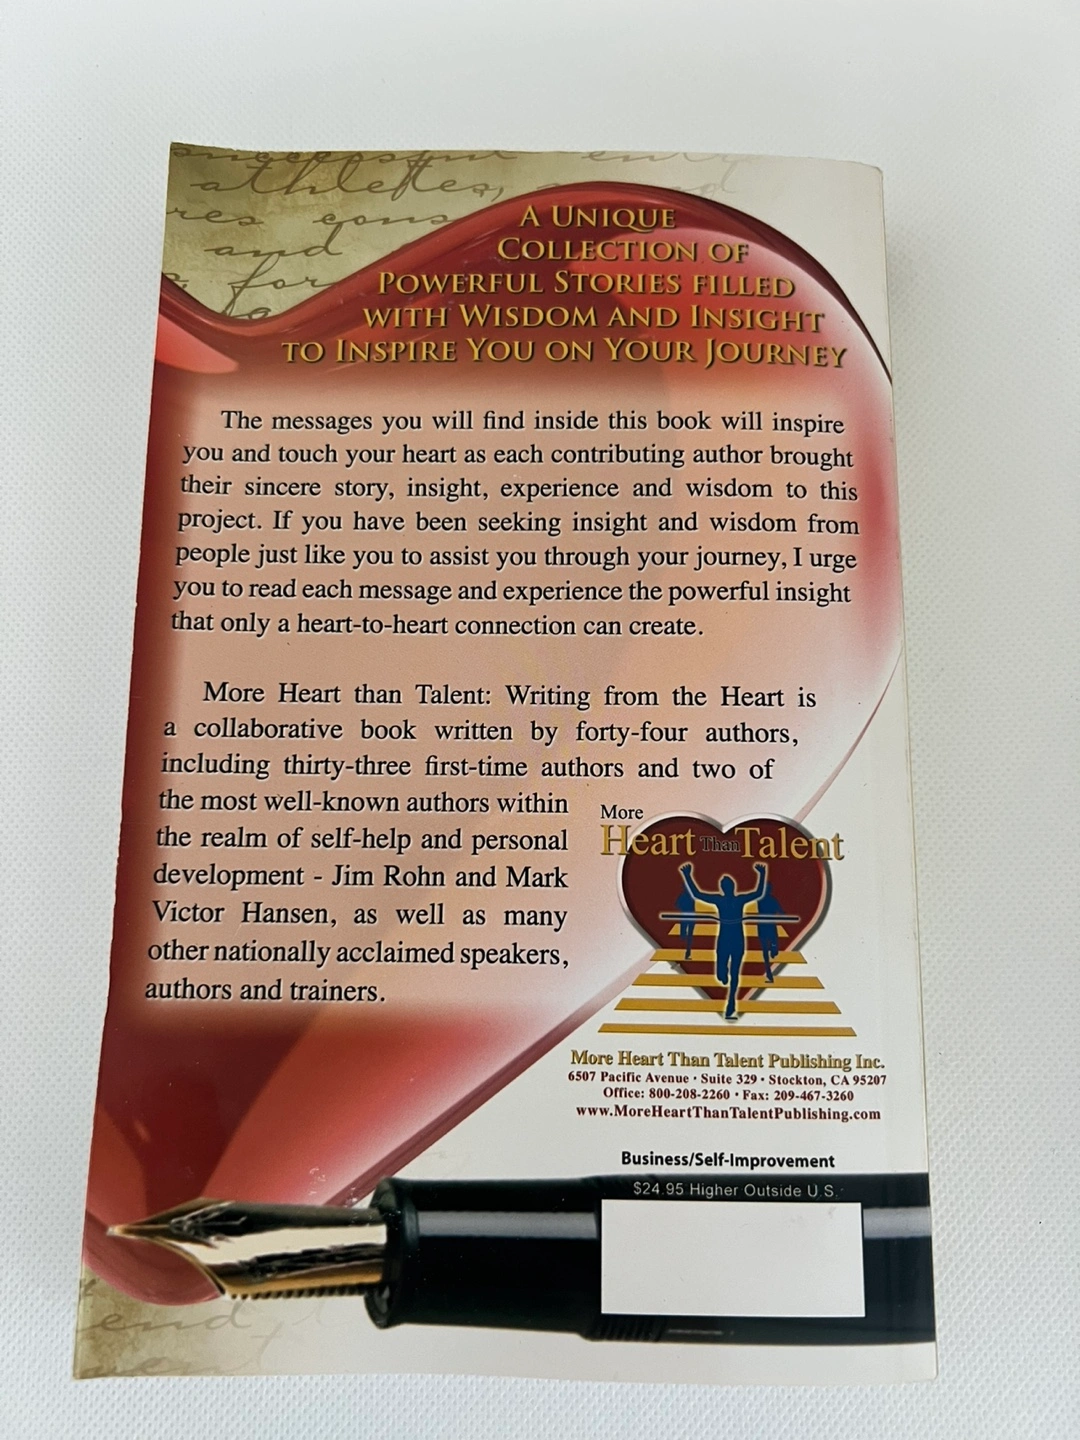 successful entr
athletes,
res cons
and
for
A UNIQUE
COLLECTION OF
POWERFUL STORIES FILLED
WITH WISDOM AND INSIGHT
TO INSPIRE YOU ON YOUR JOURNEY
The messages you will find inside this book will inspire
you and touch your heart as each contributing author brought
their sincere story, insight, experience and wisdom to this
project. If you have been seeking insight and wisdom from
people just like you to assist you through your journey, I urge
you to read each message and experience the powerful insight
that only a heart-to-heart connection can create.
More Heart than Talent: Writing from the Heart is
a collaborative book written by forty-four authors,
including thirty-three first-time authors and two of
the most well-known authors within
the realm of self-help and personal
development - Jim Rohn and Mark
Victor Hansen, as well as many
other nationally acclaimed speakers,
authors and trainers.
More
Heart Than Talent
More Heart Than Talent Publishing Inc.
6507 Pacific Avenue • Suite 329 • Stockton, CA 95207
Office: 800-208-2260 • Fax: 209-467-3260
www.MoreHeartThanTalentPublishing.com
Business/Self-Improvement
$24.95 Higher Outside U.S.
end